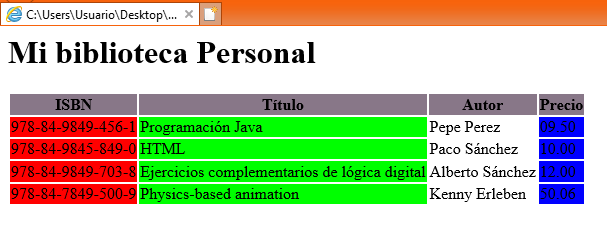 C:\Users\Usuario\Desktop\,...
Mi biblioteca Personal
ISBN Título Autor Precio
978-84-9849-456-1 Programación Java Pepe Perez 09.50
978-84-9845-849-0 HTML Paco Sánchez 10.00
978-84-9849-703-8 Ejercicios complementarios de lógica digital Alberto Sánchez 12.00
978-84-7849-500-9 Physics-based animation Kenny Erleben 50.06